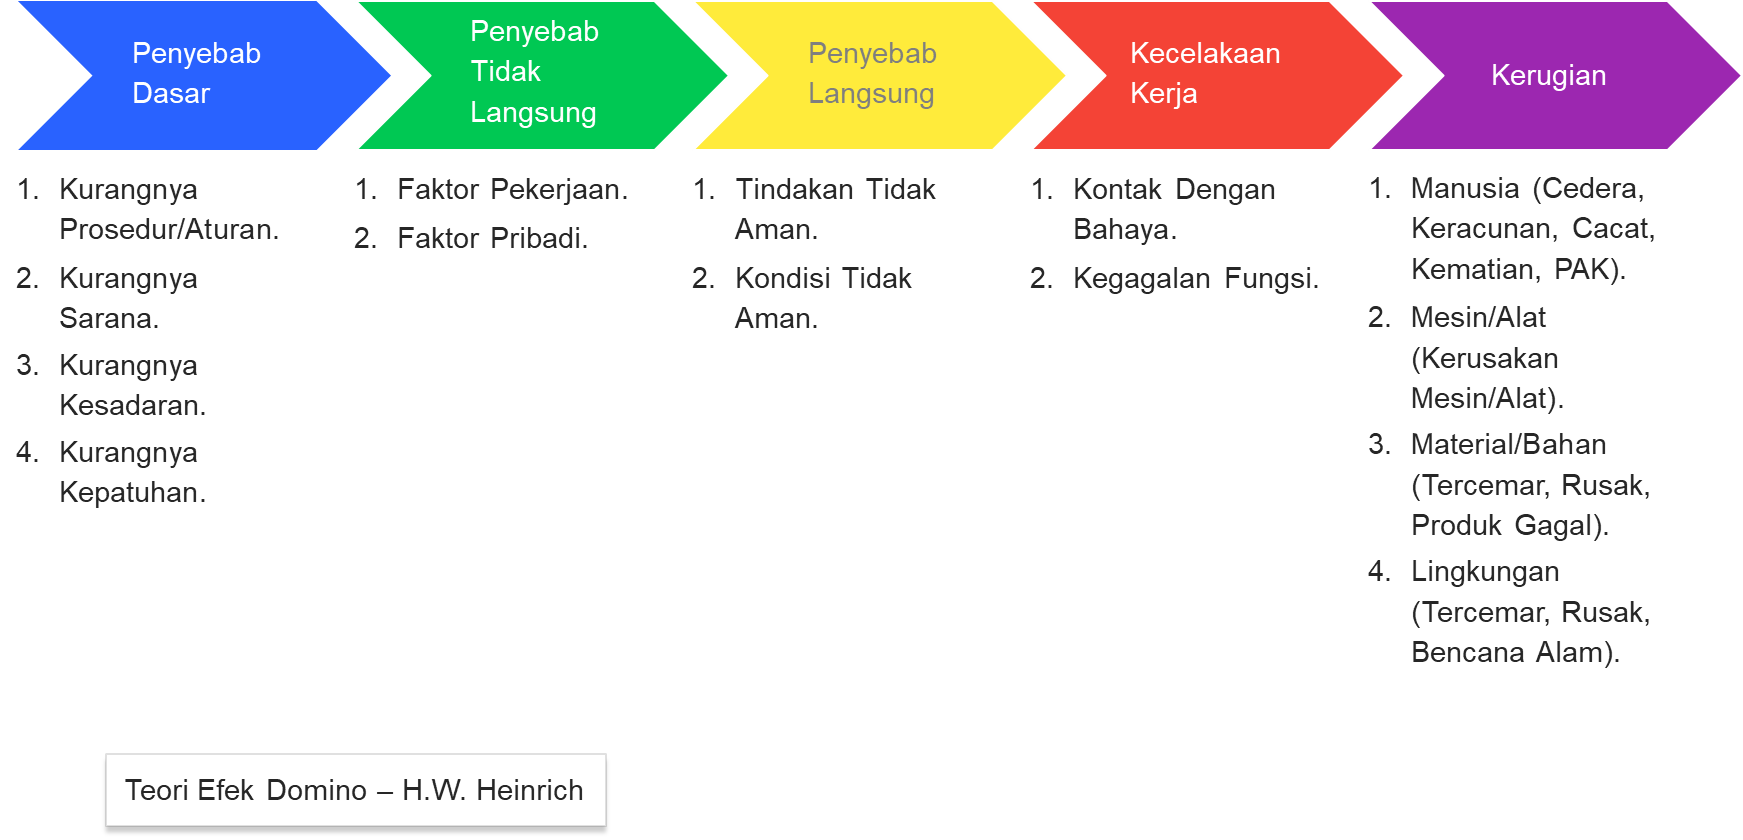 Penyebab
Dasar
Penyebab
Tidak
Langsung
Penyebab
Langsung
Kecelakaan
Kerja
Kerugian
1. Kurangnya
Prosedur/Aturan.
2. Kurangnya
Sarana.
3. Kurangnya
Kesadaran.
4. Kurangnya
Kepatuhan.
1. Faktor Pekerjaan.
2. Faktor Pribadi.
1. Tindakan Tidak
Aman.
2. Kondisi Tidak
Aman.
1. Kontak Dengan
Bahaya.
2. Kegagalan Fungsi.
1. Manusia (Cedera,
Keracunan, Cacat,
Kematian, PAK).
2. Mesin/Alat
(Kerusakan
Mesin/Alat).
3. Material/Bahan
(Tercemar, Rusak,
Produk Gagal).
4. Lingkungan
(Tercemar, Rusak,
Bencana Alam).
Teori Efek Domino – H.W. Heinrich